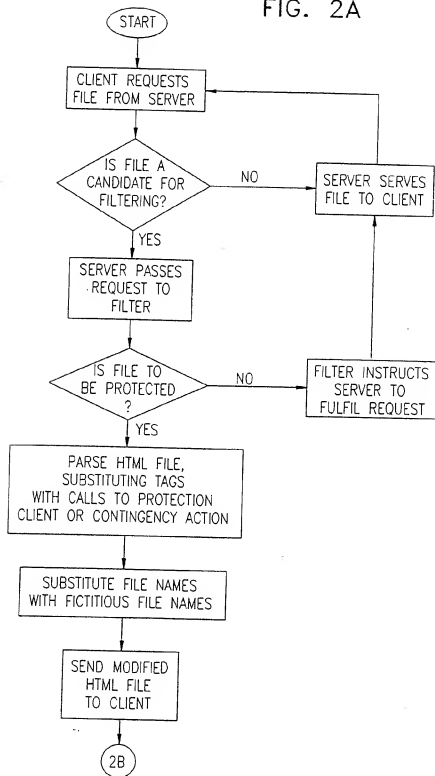 FIG. 2A
START
CLIENT REQUESTS
FILE FROM SERVER
IS FILE A
CANDIDATE FOR
FILTERING?
NO
SERVER SERVES
FILE TO CLIENT
YES
SERVER PASSES
REQUEST TO
FILTER
IS FILE TO
BE PROTECTED
?
NO
FILTER INSTRUCTS
SERVER TO
FULFIL REQUEST
YES
PARSE HTML FILE,
SUBSTITUTING TAGS
WITH CALLS TO PROTECTION
CLIENT OR CONTINGENCY ACTION
SUBSTITUTE FILE NAMES
WITH FICTITIOUS FILE NAMES
SEND MODIFIED
HTML FILE
TO CLIENT
2B